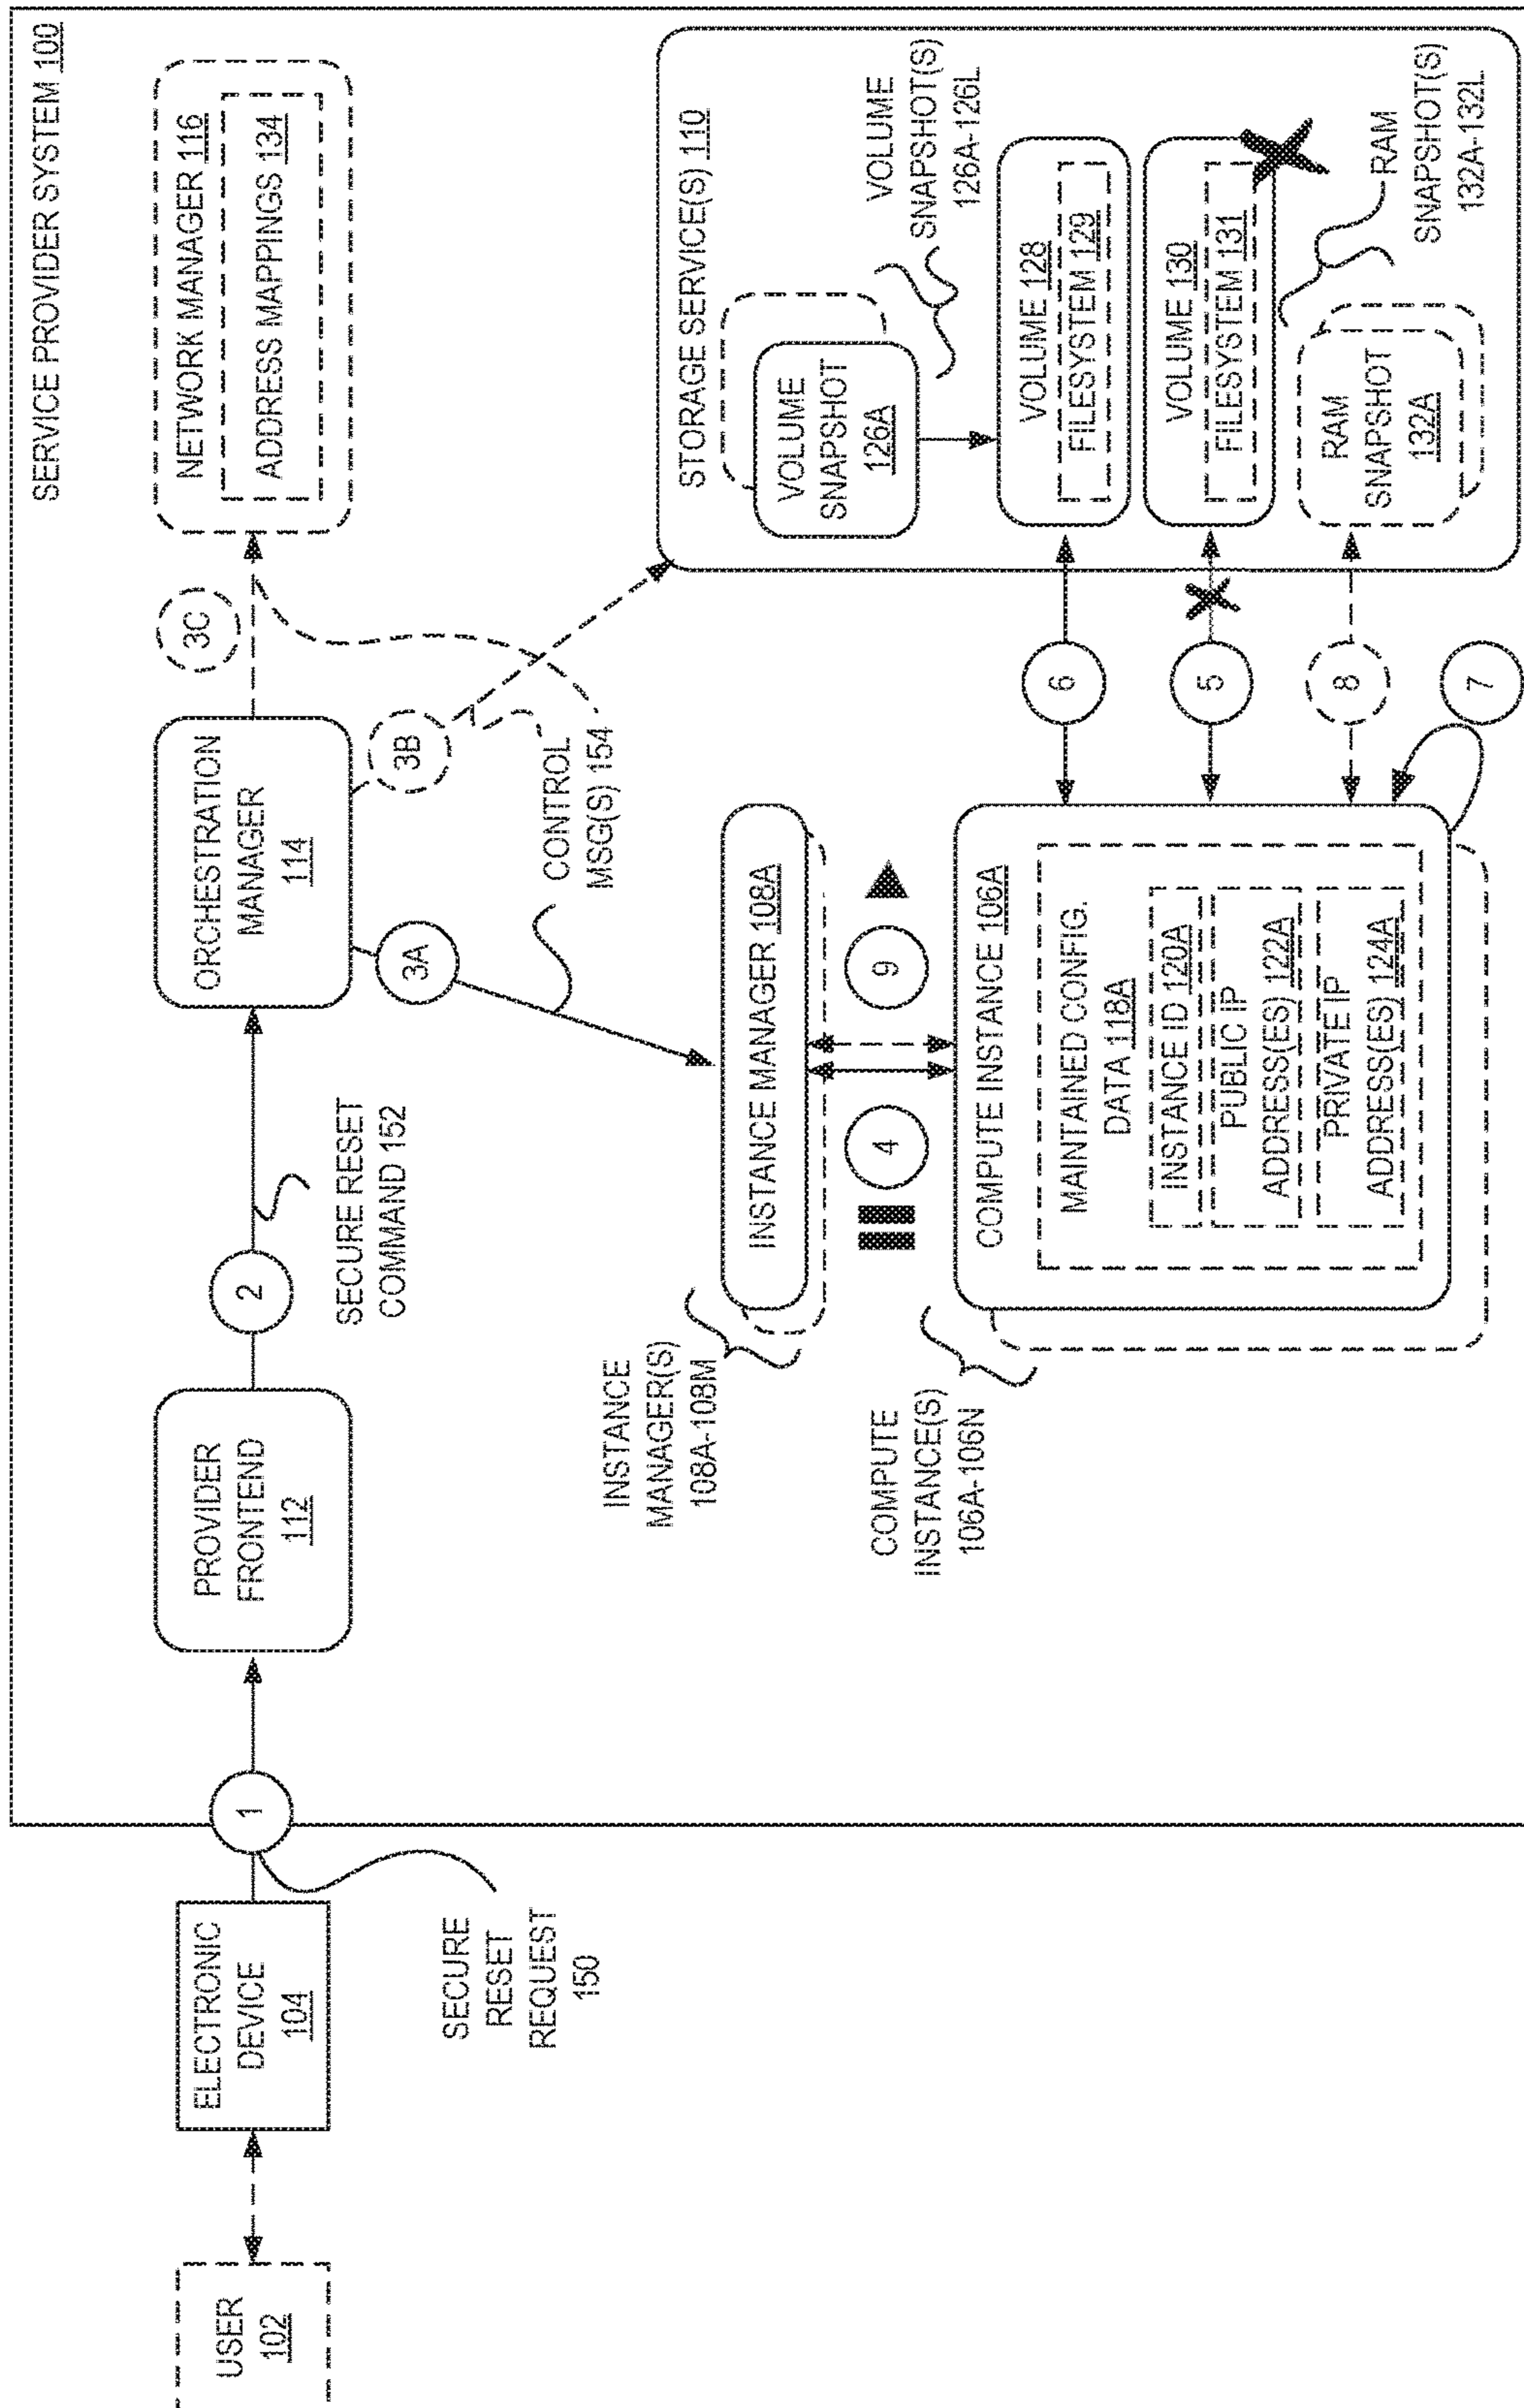 SERVICE PROVIDER SYSTEM 100
USER
102
ELECTRONIC
DEVICE
104
1
SECURE
RESET
REQUEST
150
PROVIDER
FRONTEND
112
2
SECURE RESET
COMMAND 152
ORCHESTRATION
MANAGER
114
3A
3B
3C
CONTROL
MSG(S) 154
NETWORK MANAGER 116
ADDRESS MAPPINGS 134
INSTANCE
MANAGER(S)
108A-108M
INSTANCE MANAGER 108A
4
9
COMPUTE
INSTANCE(S)
106A-106N
COMPUTE INSTANCE 106A
MAINTAINED CONFIG.
DATA 118A
INSTANCE ID 120A
PUBLIC IP
ADDRESS(ES) 122A
PRIVATE IP
ADDRESS(ES) 124A
6
5
8
7
STORAGE SERVICE(S) 110
VOLUME
SNAPSHOT
126A
VOLUME
SNAPSHOT(S)
126A-126L
VOLUME 128
FILESYSTEM 129
VOLUME 130
FILESYSTEM 131
RAM
SNAPSHOT
132A
RAM
SNAPSHOT(S)
132A-132L